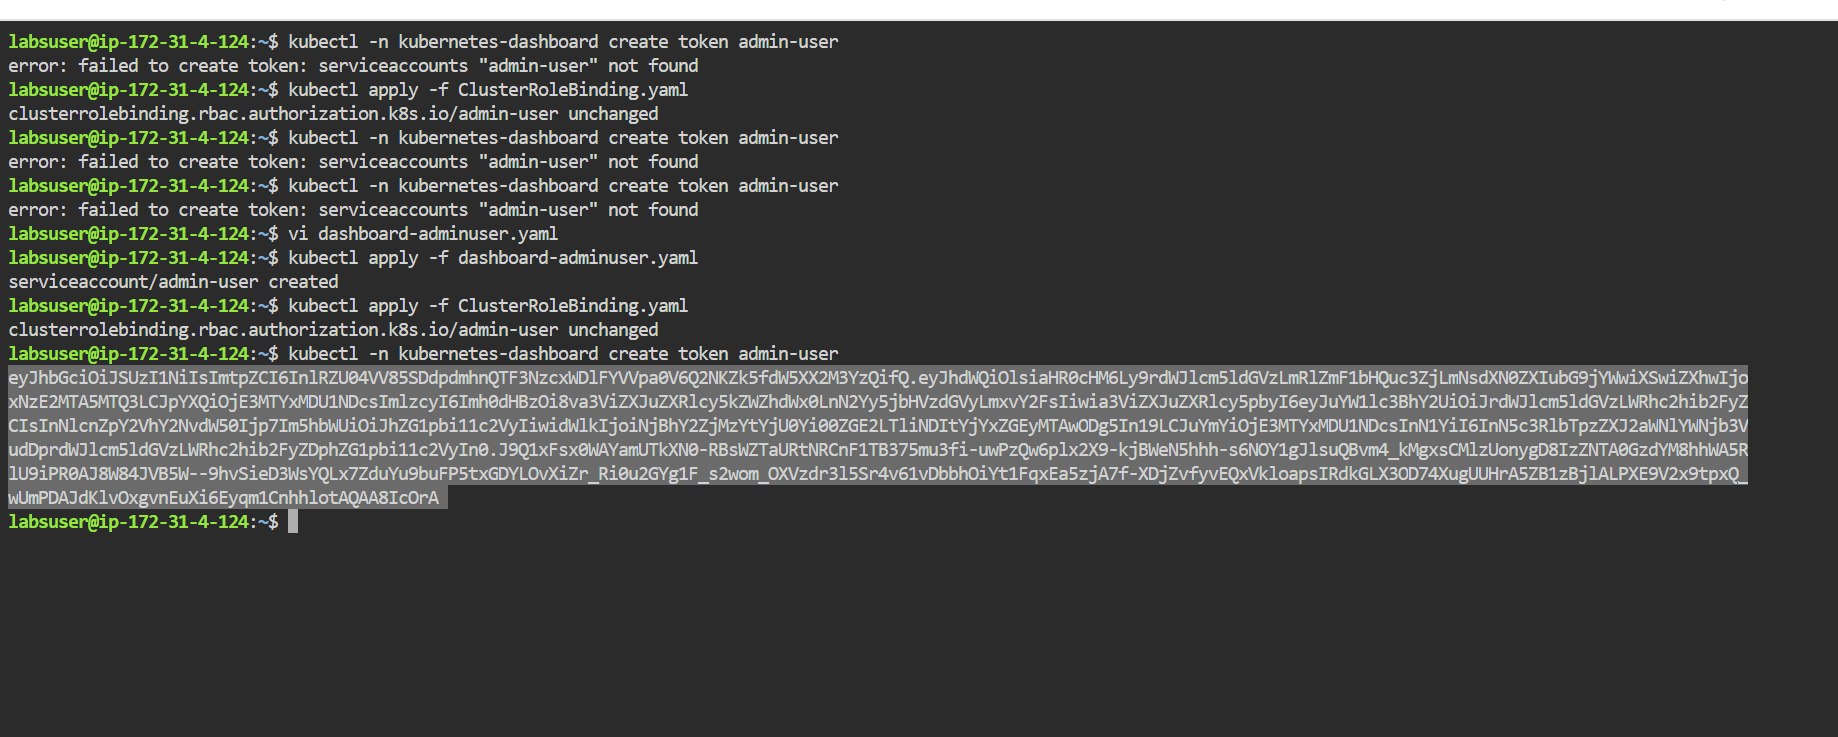 labsuser@ip-172-31-4-124:~$ kubectl -n kubernetes-dashboard create token admin-user
error: failed to create token: serviceaccounts "admin-user" not found
labsuser@ip-172-31-4-124:~$ kubectl apply -f ClusterRoleBinding.yaml
clusterrolebinding.rbac.authorization.k8s.io/admin-user unchanged
labsuser@ip-172-31-4-124:~$ kubectl -n kubernetes-dashboard create token admin-user
error: failed to create token: serviceaccounts "admin-user" not found
labsuser@ip-172-31-4-124:~$ kubectl -n kubernetes-dashboard create token admin-user
error: failed to create token: serviceaccounts "admin-user" not found
labsuser@ip-172-31-4-124:~$ vi dashboard-adminuser.yaml
labsuser@ip-172-31-4-124:~$ kubectl apply -f dashboard-adminuser.yaml
serviceaccount/admin-user created
labsuser@ip-172-31-4-124:~$ kubectl apply -f ClusterRoleBinding.yaml
clusterrolebinding.rbac.authorization.k8s.io/admin-user unchanged
labsuser@ip-172-31-4-124:~$ kubectl -n kubernetes-dashboard create token admin-user
eyJhbGciOiJSUzI1NiIsImtpZCI6InlRZU04VV85SDdpdmhnQTF3NzcxWDlFYVVpa0V6Q2NKZk5fdW5XX2M3YzQifQ.eyJhdWQiOlsiaHR0cHM6Ly9rdWJlcm5ldGVzLmRlZmF1bHQuc3ZjLmNsdXN0ZXIubG9jYWwiXSwiZXhwIjo
xNzE2MTA5MTQ3LCJpYXQiOjE3MTYxMDU1NDcsImlzcyI6Imh0dHBzOi8va3ViZXJuZXRlcy5kZWZhdWx0LnN2Yy5jbHVzdGVyLmxvY2FsIiwia3ViZXJuZXRlcy5pbyI6eyJuYW1lc3BhY2UiOiJrdWJlcm5ldGVzLWRhc2hib2FyZ
CIsInNlcnZpY2VhY2NvdW50Ijp7Im5hbWUiOiJhZG1pbi11c2VyIiwidWlkIjoiNjBhY2ZjMzYtYjU0Yi00ZGE2LTliNDItYjYxZGEyMTAwODg5In19LCJuYmYiOjE3MTYxMDU1NDcsInN1YiI6InN5c3RlbTpzZXJ2aWNlYWNjb3V
udDprdWJlcm5ldGVzLWRhc2hib2FyZDphZG1pbi11c2VyIn0.J9Q1xFsx0WAYamUTkXN0-RBsWZTaURtNRCnF1TB375mu3fi-uwPzQw6plx2X9-kjBWeN5hhh-s6NOY1gJlsuQBvm4_kMgxsCMlzUonygD8IzZNTA0GzdYM8hhWA5R
lU9iPR0AJ8W84JVB5W--9hvSieD3WsYQLx7ZduYu9buFP5txGDYLOvXiZr_Ri0u2GYg1F_s2wom_OXVzdr3l5Sr4v61vDbbhOiYt1FqxEa5zjA7f-XDjZvfyvEQxVkloapsIRdkGLX3OD74XugUUHrA5ZB1zBjlALPXE9V2x9tpxQ_
wUmPDAJdKlvOxgvnEuXi6Eyqm1CnhhlotAQAA8IcOrA
labsuser@ip-172-31-4-124:~$